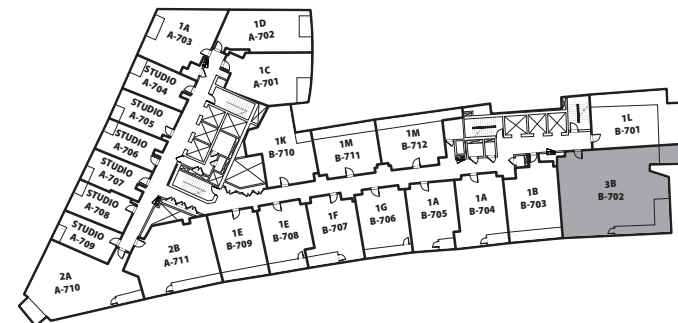 1A
A-703
1D
A-702
1C
A-701
STUDIO
A-704
STUDIO
A-705
STUDIO
A-706
STUDIO
A-707
STUDIO
A-708
STUDIO
A-709
2A
A-710
2B
A-711
1K
B-710
1M
B-711
1M
B-712
1L
B-701
3B
B-702
1B
B-703
1A
B-704
1A
B-705
1G
B-706
1F
B-707
1E
B-708
1E
B-709